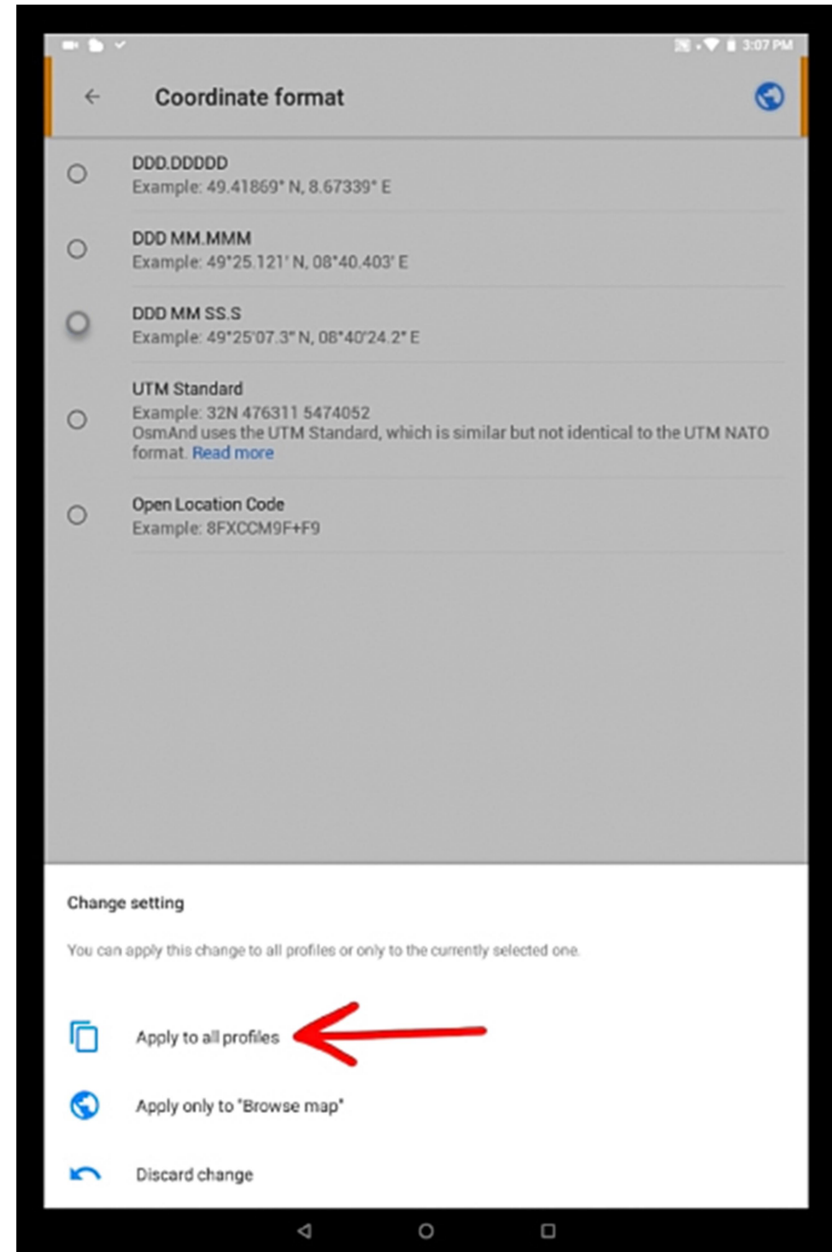 3:07 PM
Coordinate format
DDD.DDDDD
Example: 49.41869° N, 8.67339° E
DDD MM.MMM
Example: 49°25.121' N, 08°40.403' E
DDD MM SS.S
Example: 49°25'07.3" N, 08°40'24.2" E
UTM Standard
Example: 32N 476311 5474052
OsmAnd uses the UTM Standard, which is similar but not identical to the UTM NATO
format. Read more
Open Location Code
Example: 8FXCCM9F+F9
Change setting
You can apply this change to all profiles or only to the currently selected one.
Apply to all profiles
Apply only to "Browse map"
Discard change